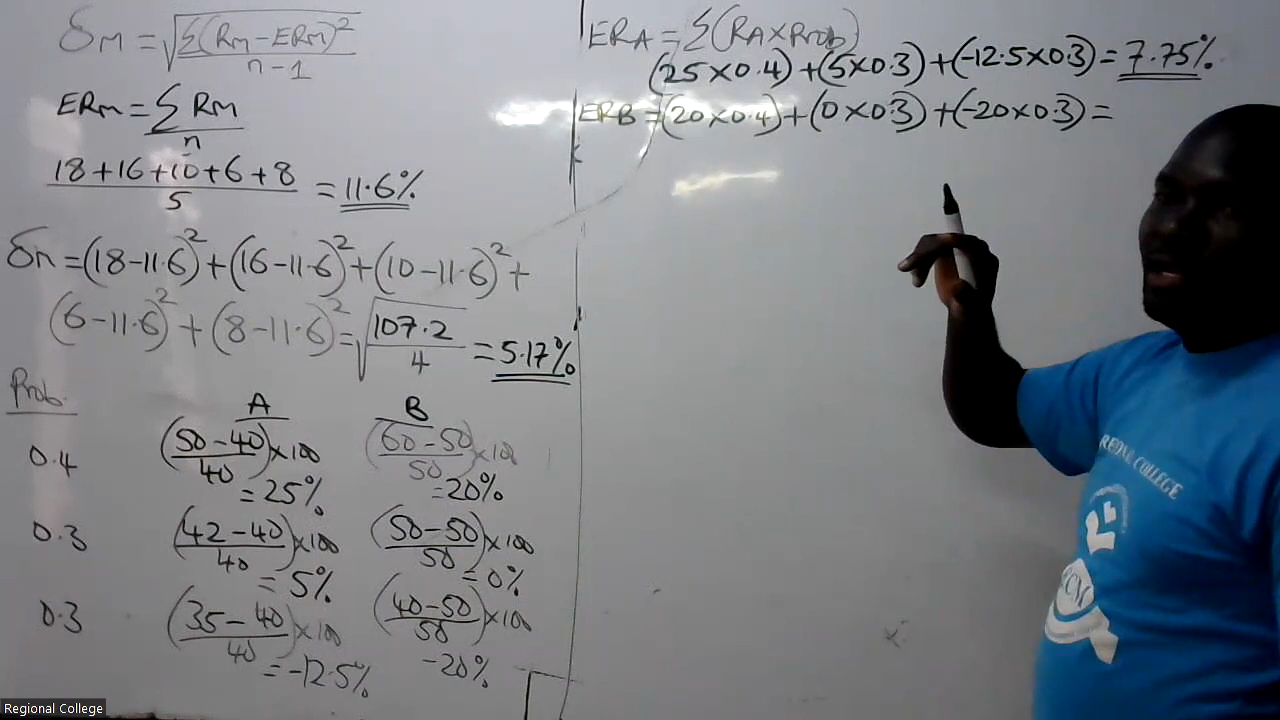 δM = √Σ(RM-ERM)²
n-1
ERM = ΣRM
n
18+16+10+6+8 = 11.6%
5
δM = (18-11.6)² + (16-11.6)² + (10-11.6)² +
(6-11.6)² + (8-11.6)² = √107.2 = 5.17%
4
Prob. A B
0.4 (50-40)×100 (60-50)×100
40 50
= 25% = 20%
0.3 (42-40)×100 (50-50)×100
40 50
= 5% = 0%
0.3 (35-40)×100 (40-50)×100
40 50
= -12.5% -20%
ERA = Σ(RA×Prob)
(25×0.4)+(5×0.3)+(-12.5×0.3) = 7.75%
ERB = (20×0.4)+(0×0.3)+(-20×0.3) =
COLLEGE
Regional College